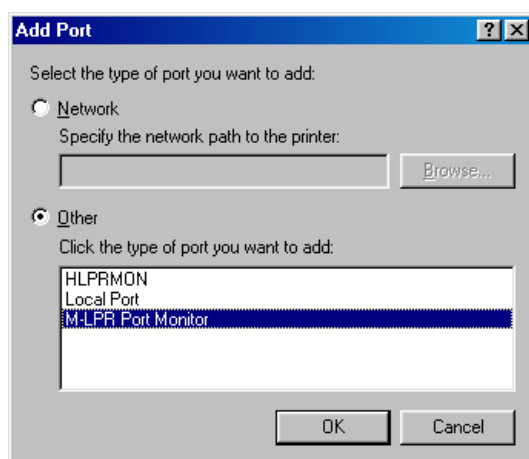 Add Port
Select the type of port you want to add:
Network
Specify the network path to the printer:
Browse...
Other
Click the type of port you want to add:
HLPRMON
Local Port
M-LPR Port Monitor
OK
Cancel